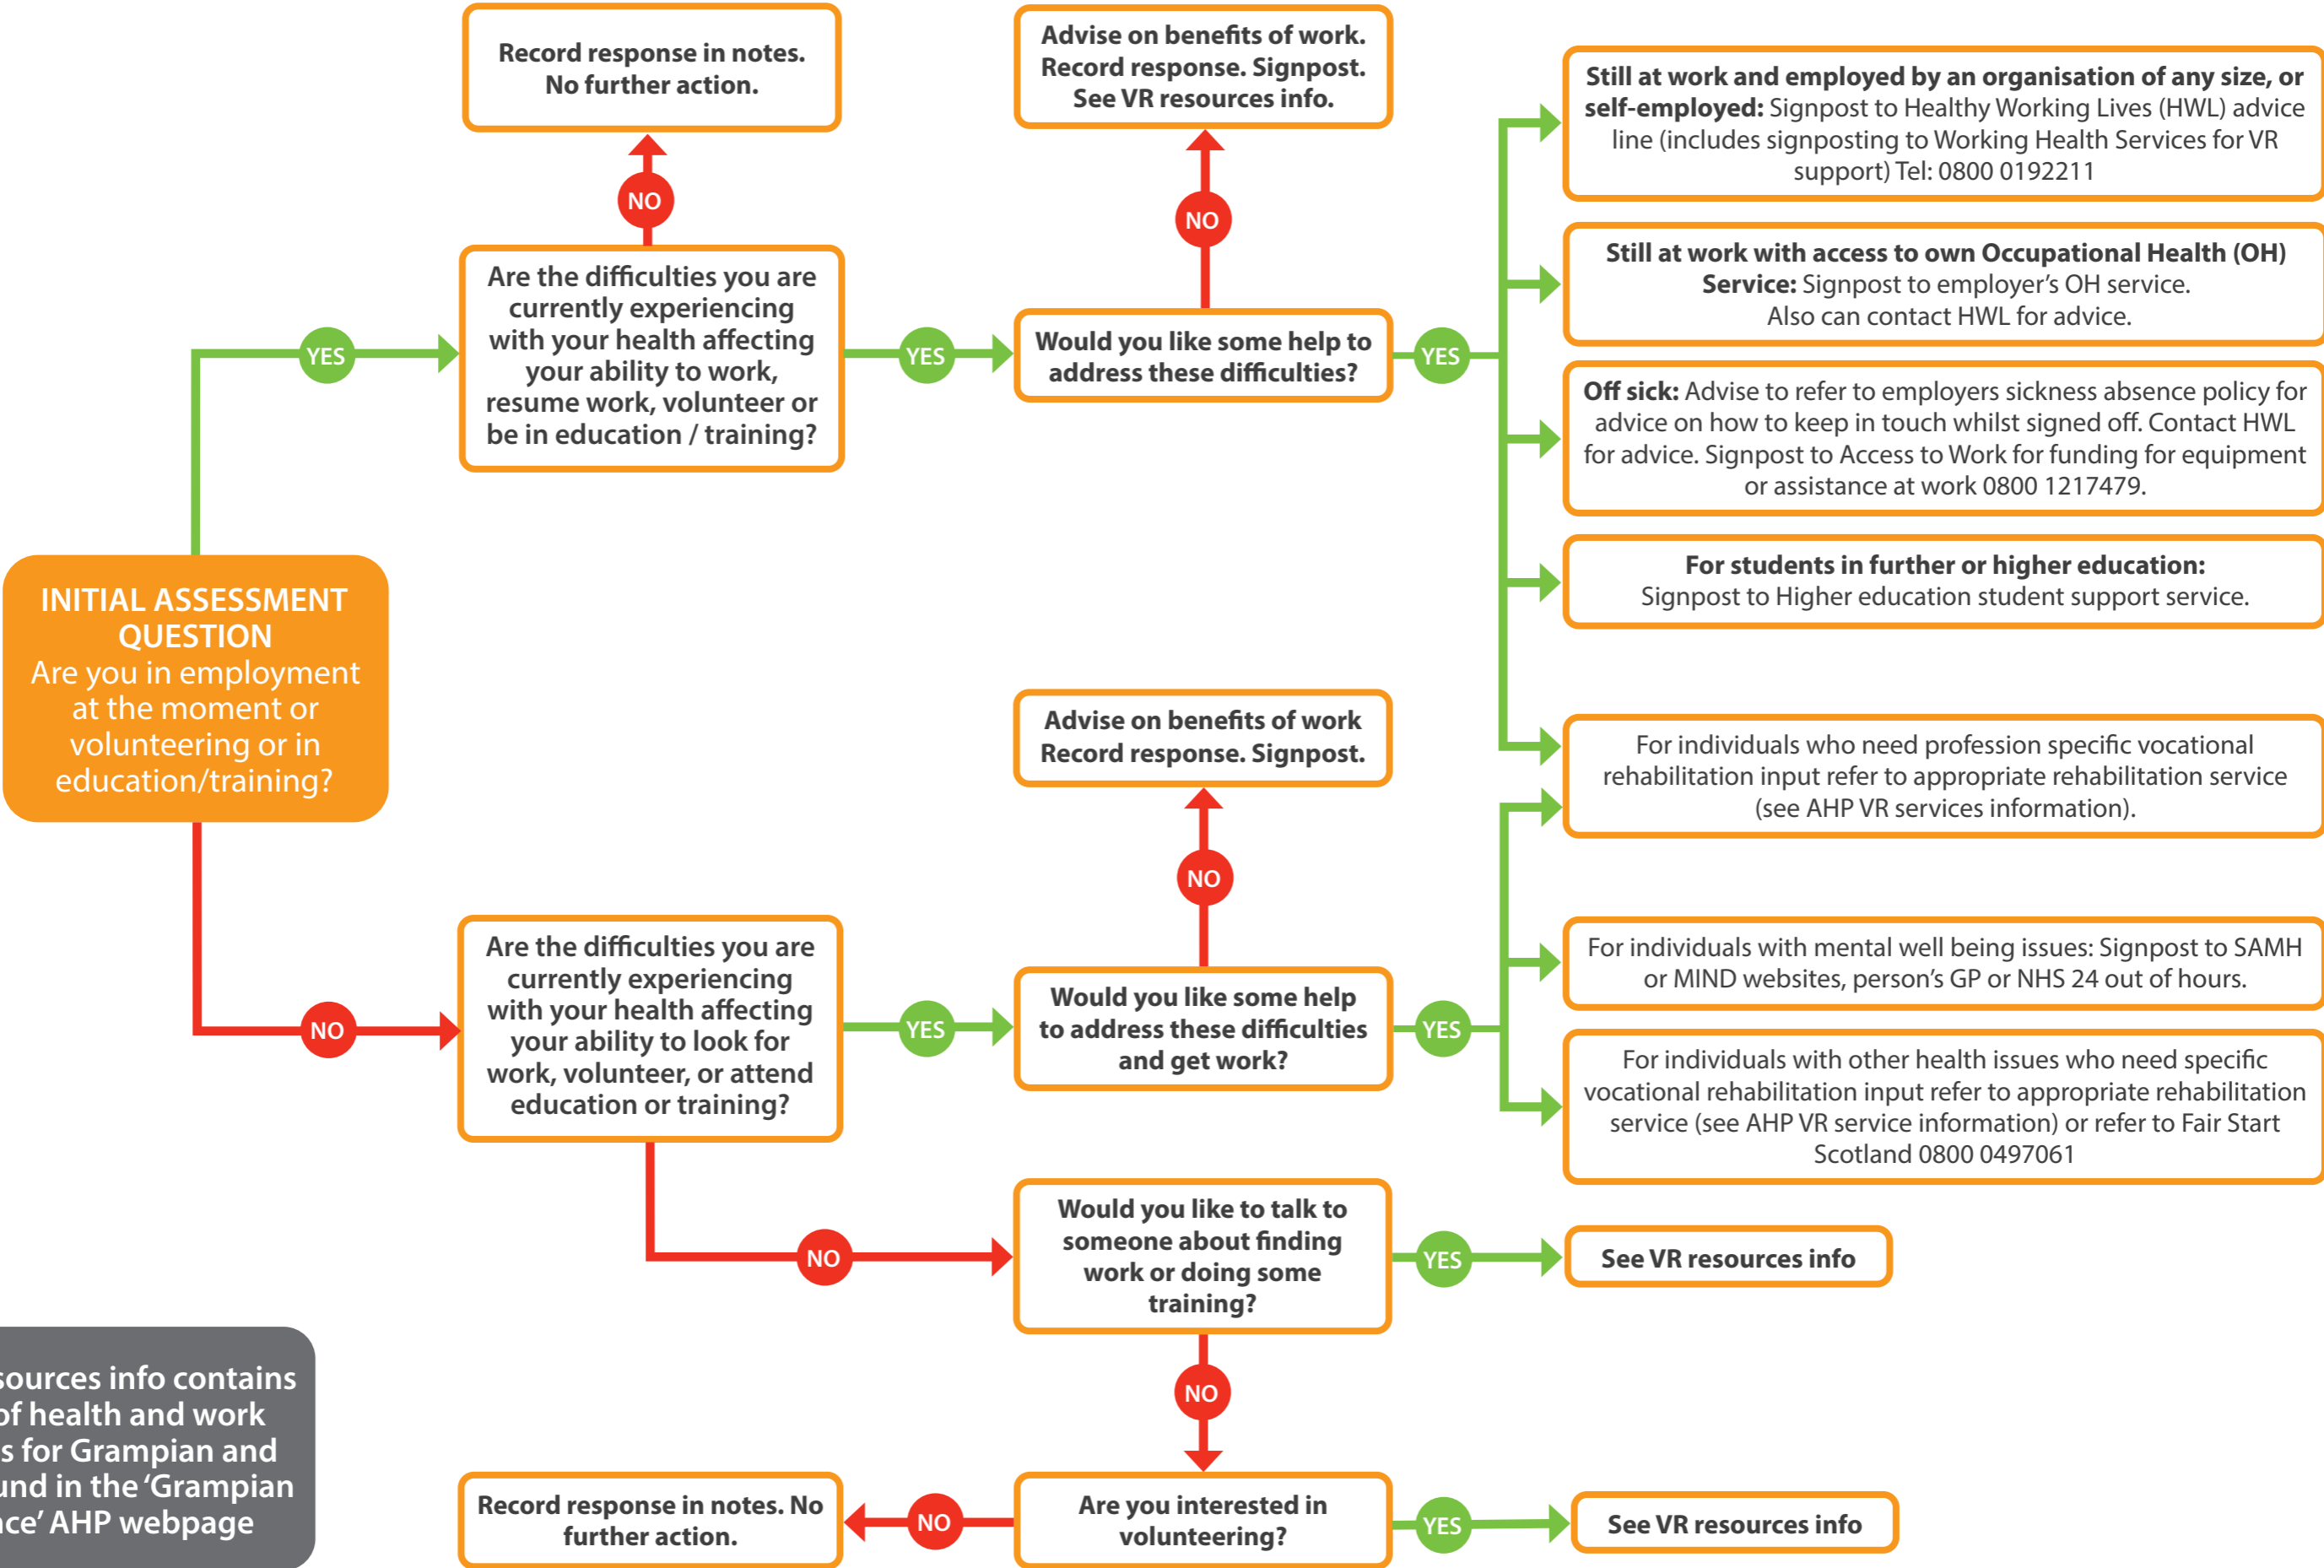 Record response in notes.
No further action.
Advise on benefits of work.
Record response. Signpost.
See VR resources info.
Still at work and employed by an organisation of any size, or
self-employed: Signpost to Healthy Working Lives (HWL) advice
line (includes signposting to Working Health Services for VR
support) Tel: 0800 0192211
NO
NO
Are the difficulties you are
currently experiencing
with your health affecting
your ability to work,
resume work, volunteer or
be in education / training?
Still at work with access to own Occupational Health (OH)
Service: Signpost to employer's OH service.
Also can contact HWL for advice.
YES
YES
Would you like some help to
address these difficulties?
YES
Off sick: Advise to refer to employers sickness absence policy for
advice on how to keep in touch whilst signed off. Contact HWL
for advice. Signpost to Access to Work for funding for equipment
or assistance at work 0800 1217479.
For students in further or higher education:
Signpost to Higher education student support service.
INITIAL ASSESSMENT
QUESTION
Are you in employment
at the moment or
volunteering or in
education/training?
Advise on benefits of work
Record response. Signpost.
For individuals who need profession specific vocational
rehabilitation input refer to appropriate rehabilitation service
(see AHP VR services information).
NO
Are the difficulties you are
currently experiencing
with your health affecting
your ability to look for
work, volunteer, or attend
education or training?
For individuals with mental well being issues: Signpost to SAMH
or MIND websites, person's GP or NHS 24 out of hours.
NO
YES
Would you like some help
to address these difficulties
and get work?
YES
For individuals with other health issues who need specific
vocational rehabilitation input refer to appropriate rehabilitation
service (see AHP VR service information) or refer to Fair Start
Scotland 0800 0497061
NO
Would you like to talk to
someone about finding
work or doing some
training?
YES
See VR resources info
NO
info contains
of health and work
for Grampian and
in the ‘Grampian
AHP webpage
Record response in notes. No
further action.
NO
Are you interested in
volunteering?
YES
See VR resources info